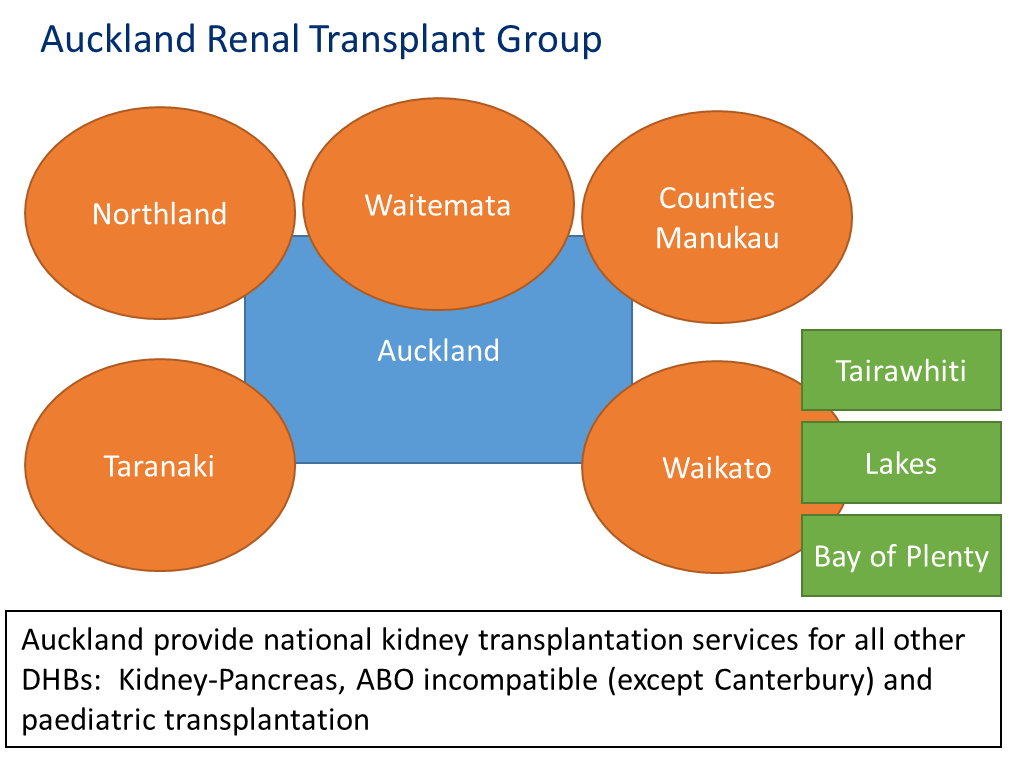 Auckland Renal Transplant Group
Northland
Waitemata
Counties
Manukau
Auckland
Tairawhiti
Taranaki
Waikato
Lakes
Bay of Plenty
Auckland provide national kidney transplantation services for all other
DHBs:  Kidney-Pancreas, ABO incompatible (except Canterbury) and
paediatric transplantation